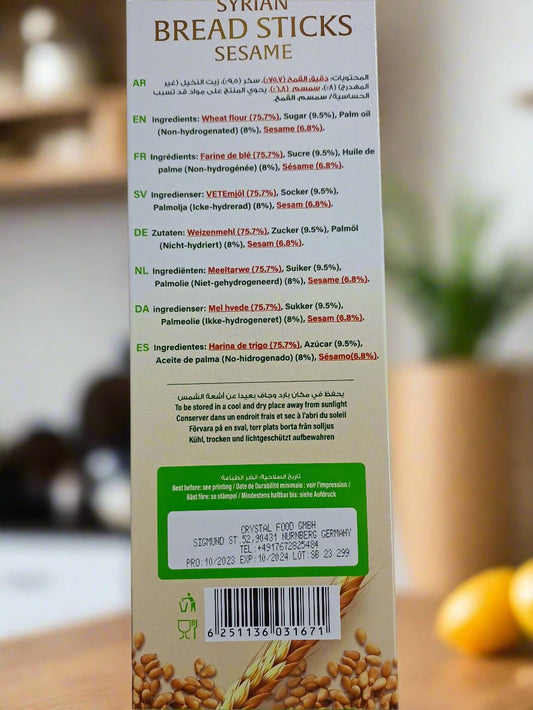 SYRIAN
BREAD STICKS
SESAME
AR المحتويات: دقيق القمح (٧٥٫٧٪)، سكر (٩٫٥٪)، زيت النخيل (غير
المهدرج) (٨٪)، سمسم (٦٫٨٪). يحوي المنتج على مواد قد تسبب
الحساسية/ سمسم، القمح.
EN Ingredients: Wheat flour (75.7%), Sugar (9.5%), Palm oil
(Non-hydrogenated) (8%), Sesame (6.8%).
FR Ingrédients: Farine de blé (75.7%), Sucre (9.5%), Huile de
palme (Non-hydrogénée) (8%), Sésame (6.8%).
SV Ingredienser: VETEmjöl (75.7%), Socker (9.5%),
Palmolja (Icke-hydrerad) (8%), Sesam (6.8%).
DE Zutaten: Weizenmehl (75.7%), Zucker (9.5%), Palmöl
(Nicht-hydriert) (8%), Sesam (6.8%).
NL Ingrediënten: Meeltarwe (75.7%), Suiker (9.5%),
Palmolie (Niet-gehydrogeneerd) (8%), Sesame (6.8%).
DA ingredienser: Mel hvede (75.7%), Sukker (9.5%),
Palmeolie (Ikke-hydrogeneret) (8%), Sesam (6.8%).
ES Ingredientes: Harina de trigo (75.7%), Azúcar (9.5%),
Aceite de palma (No-hidrogenado) (8%), Sésamo(6.8%).
يحفظ في مكان بارد وجاف بعيدا عن أشعة الشمس
To be stored in a cool and dry place away from sunlight
Conserver dans un endroit frais et sec à l'abri du soleil
Förvara på en sval, torr plats borta från solljus
Kühl, trocken und lichtgeschützt aufbewahren
تاريخ الصلاحية: انظر الطباعة
Best before: see printing / Date de Durabilité minimale : voir l'impression /
Bäst före: se stämpel / Mindestens haltbar bis: siehe Aufdruck
CRYSTAL FOOD GMBH
SIGMUND ST.52,90431 NURNBERG GERMANY
TEL:+4917672825484
PRO:10/2023 EXP:10/2024 LOT:SB 23 299
6 251136 031671